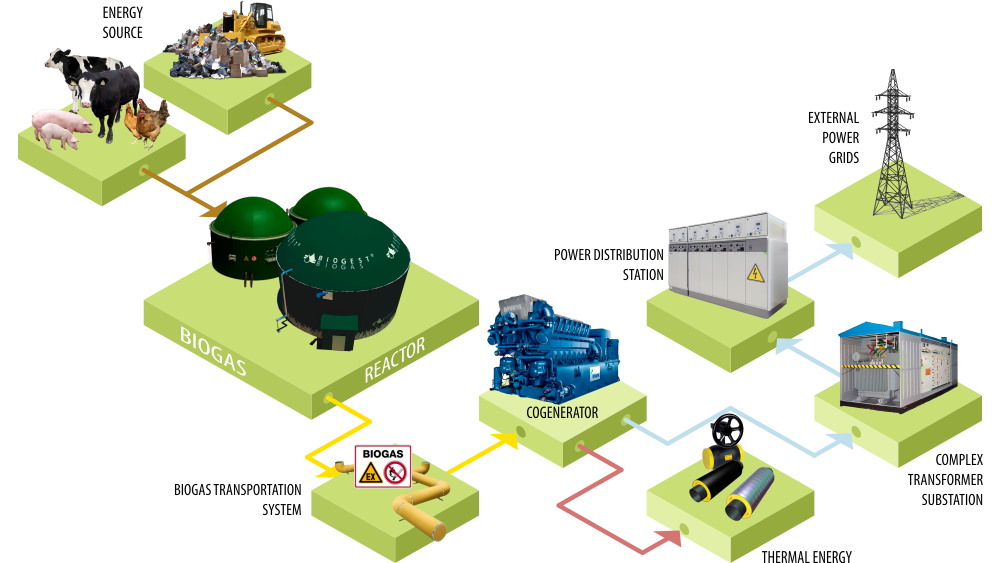 ENERGY
SOURCE
EXTERNAL
POWER
GRIDS
BIOGEST®
BIOGAS
POWER DISTRIBUTION
STATION
BIOGAS
REACTOR
COGENERATOR
BIOGAS
EX
BIOGAS TRANSPORTATION
SYSTEM
COMPLEX
TRANSFORMER
SUBSTATION
THERMAL ENERGY